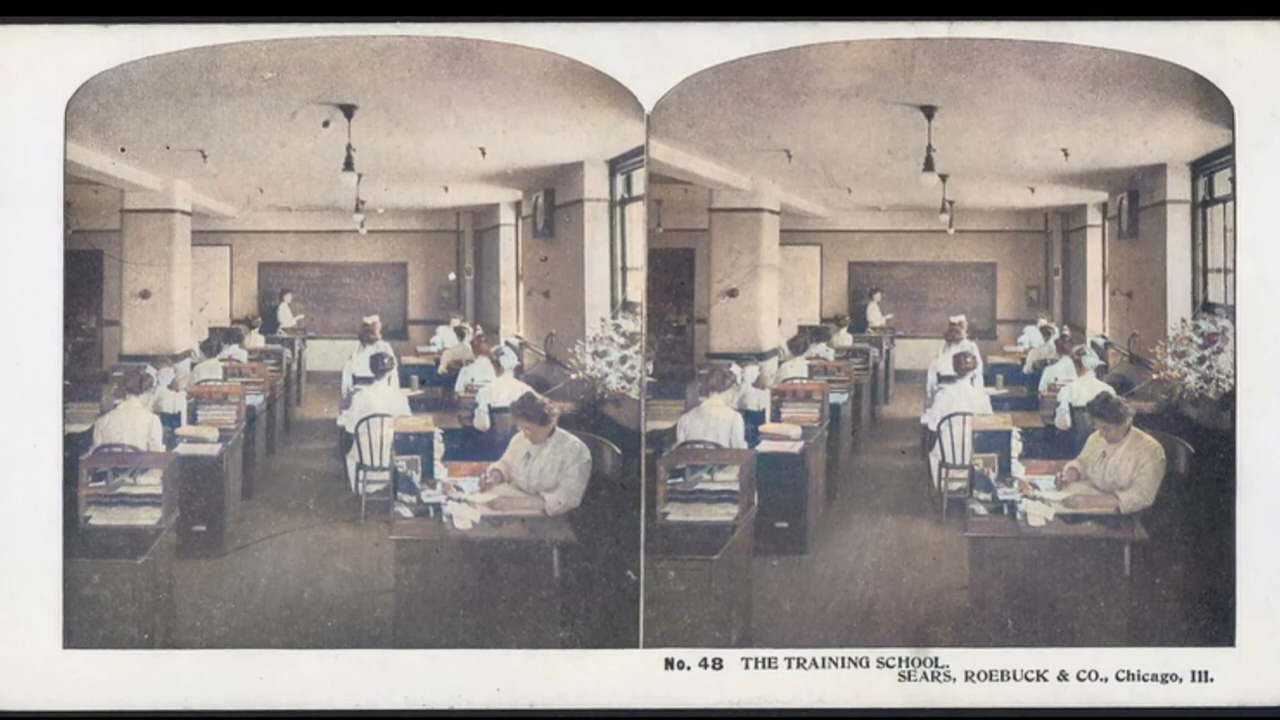 No. 48 THE TRAINING SCHOOL.
SEARS, ROEBUCK & CO., Chicago, Ill.